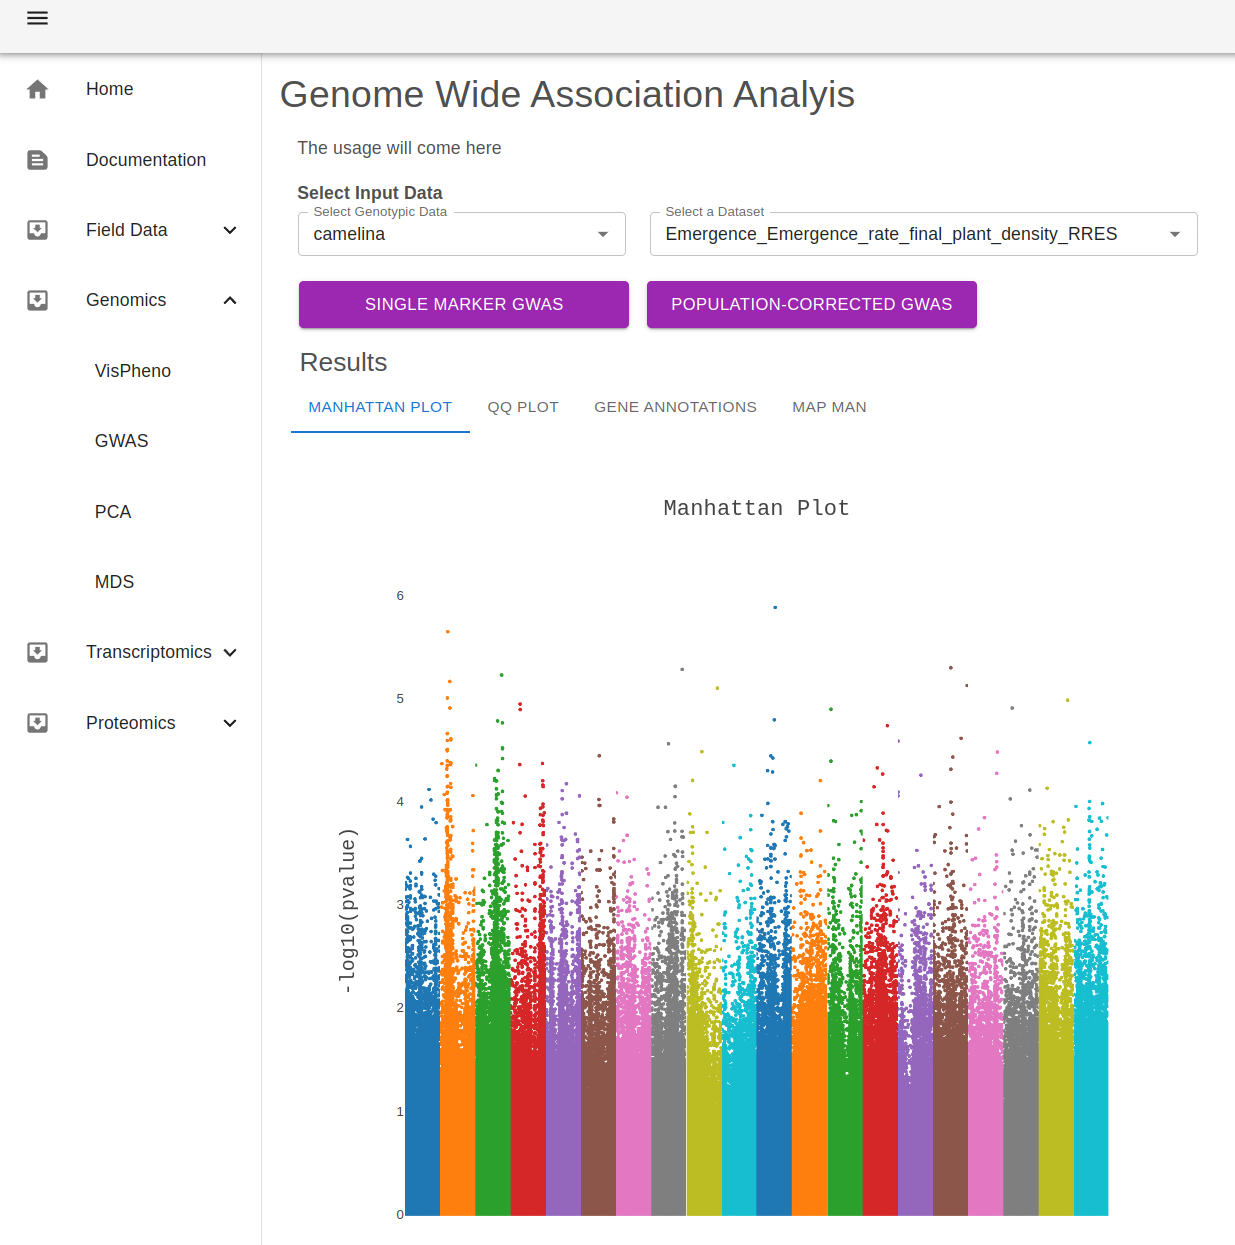 Home
Documentation
Field Data
Genomics
VisPheno
GWAS
PCA
MDS
Transcriptomics
Proteomics
Genome Wide Association Analyis
The usage will come here
Select Input Data
Select Genotypic Data
camelina
Select a Dataset
Emergence_Emergence_rate_final_plant_density_RRES
SINGLE MARKER GWAS
POPULATION-CORRECTED GWAS
Results
MANHATTAN PLOT
QQ PLOT
GENE ANNOTATIONS
MAP MAN
Manhattan Plot
-log10(pvalue)
6
5
4
3
2
1
0